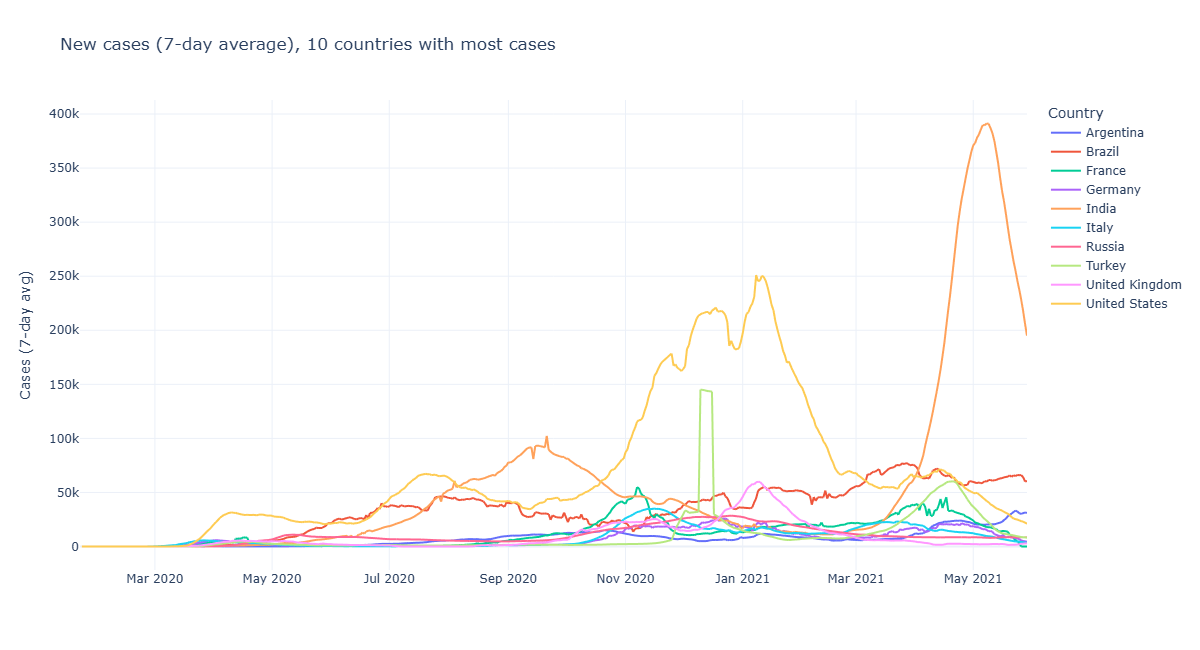 New cases (7-day average), 10 countries with most cases
Cases (7-day avg)
400k
350k
300k
250k
200k
150k
100k
50k
0
Mar 2020
May 2020
Jul 2020
Sep 2020
Nov 2020
Jan 2021
Mar 2021
May 2021
Country
Argentina
Brazil
France
Germany
India
Italy
Russia
Turkey
United Kingdom
United States